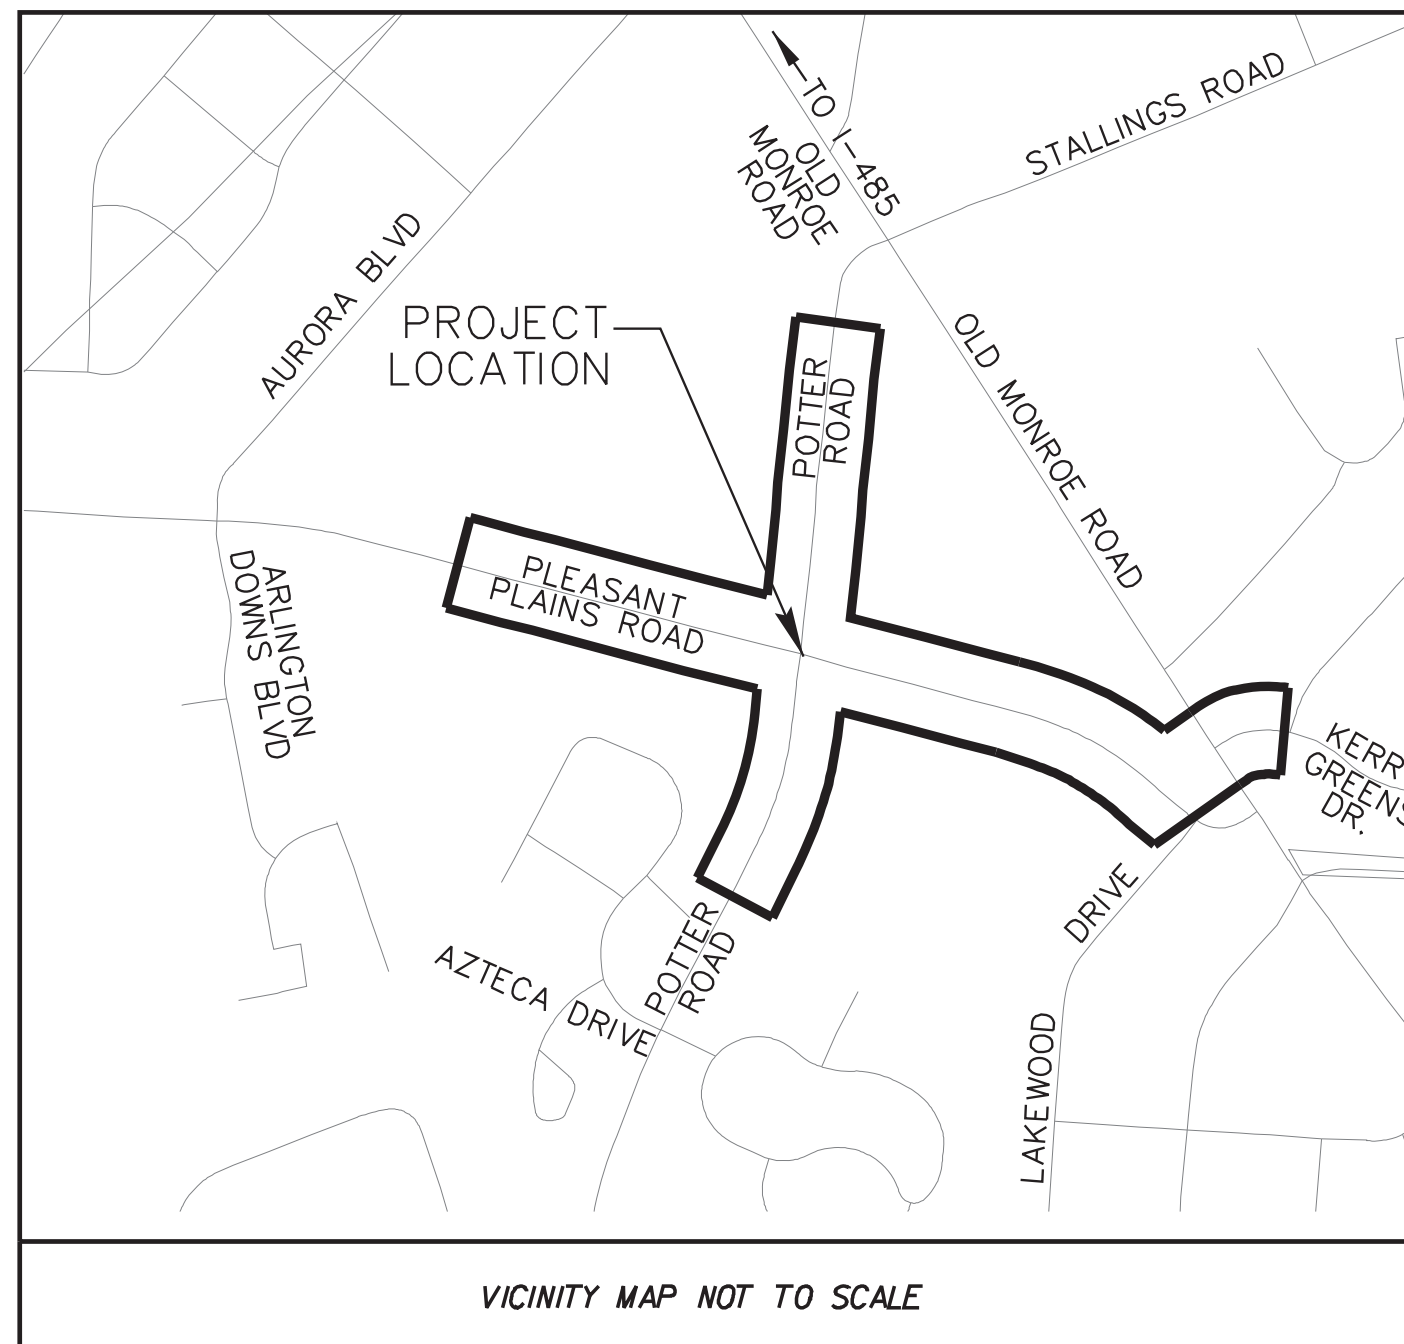 TO I-485
OLD
MONROE
ROAD
STALLINGS ROAD
AURORA BLVD
PROJECT
LOCATION
OLD MONROE ROAD
POTTER
ROAD
PLEASANT
PLAINS ROAD
ARLINGTON
DOWNS BLVD
KERR
GREENS
DR.
DRIVE
LAKEWOOD
POTTER
ROAD
AZTECA DRIVE
VICINITY MAP NOT TO SCALE